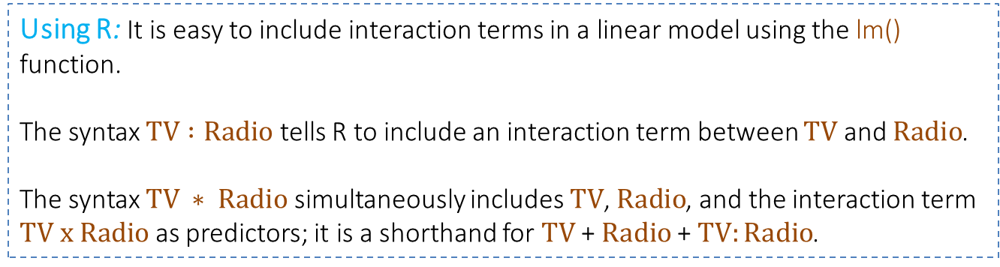 Using R: It is easy to include interaction terms in a linear model using the lm()
function.
The syntax TV : Radio tells R to include an interaction term between TV and Radio.
The syntax TV * Radio simultaneously includes TV, Radio, and the interaction term
TV x Radio as predictors; it is a shorthand for TV + Radio + TV: Radio.